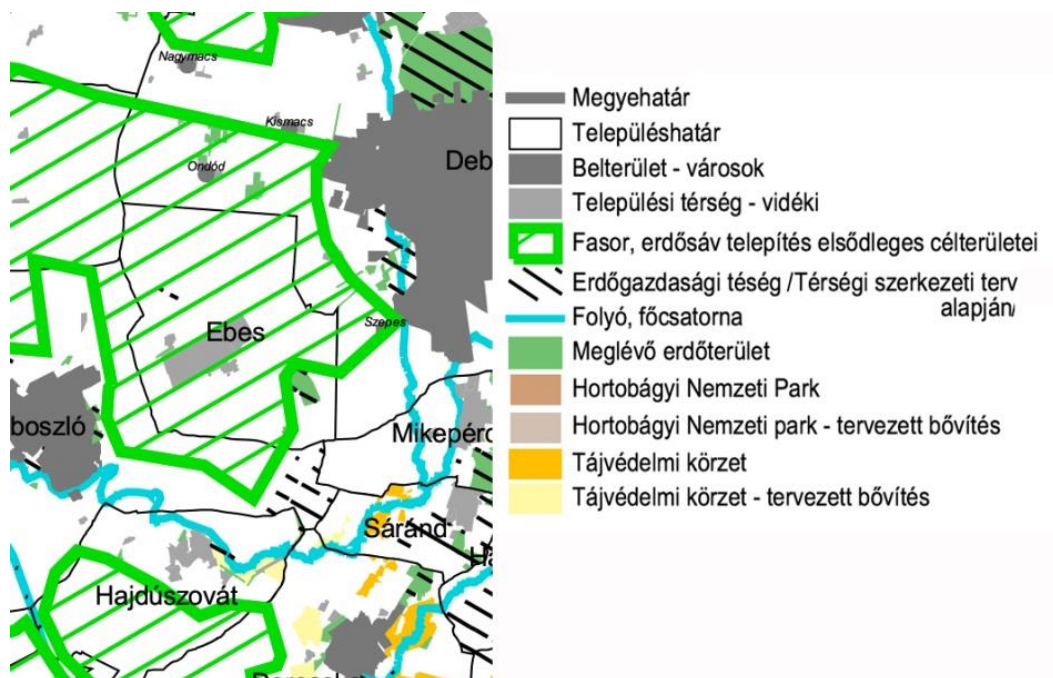 Nagymacs
Kismacs
Ondód
Deb
Szepes
Ebes
boszló
Mikepérc
Sáránd
Hajdúszovát
Megyehatár
Településhatár
Belterület - városok
Települési térség - vidéki
Fasor, erdősáv telepítés elsődleges célterületei
Erdőgazdasági téség /Térségi szerkezeti terv
alapján/
Folyó, főcsatorna
Meglévő erdőterület
Hortobágyi Nemzeti Park
Hortobágyi Nemzeti park - tervezett bővítés
Tájvédelmi körzet
Tájvédelmi körzet - tervezett bővítés